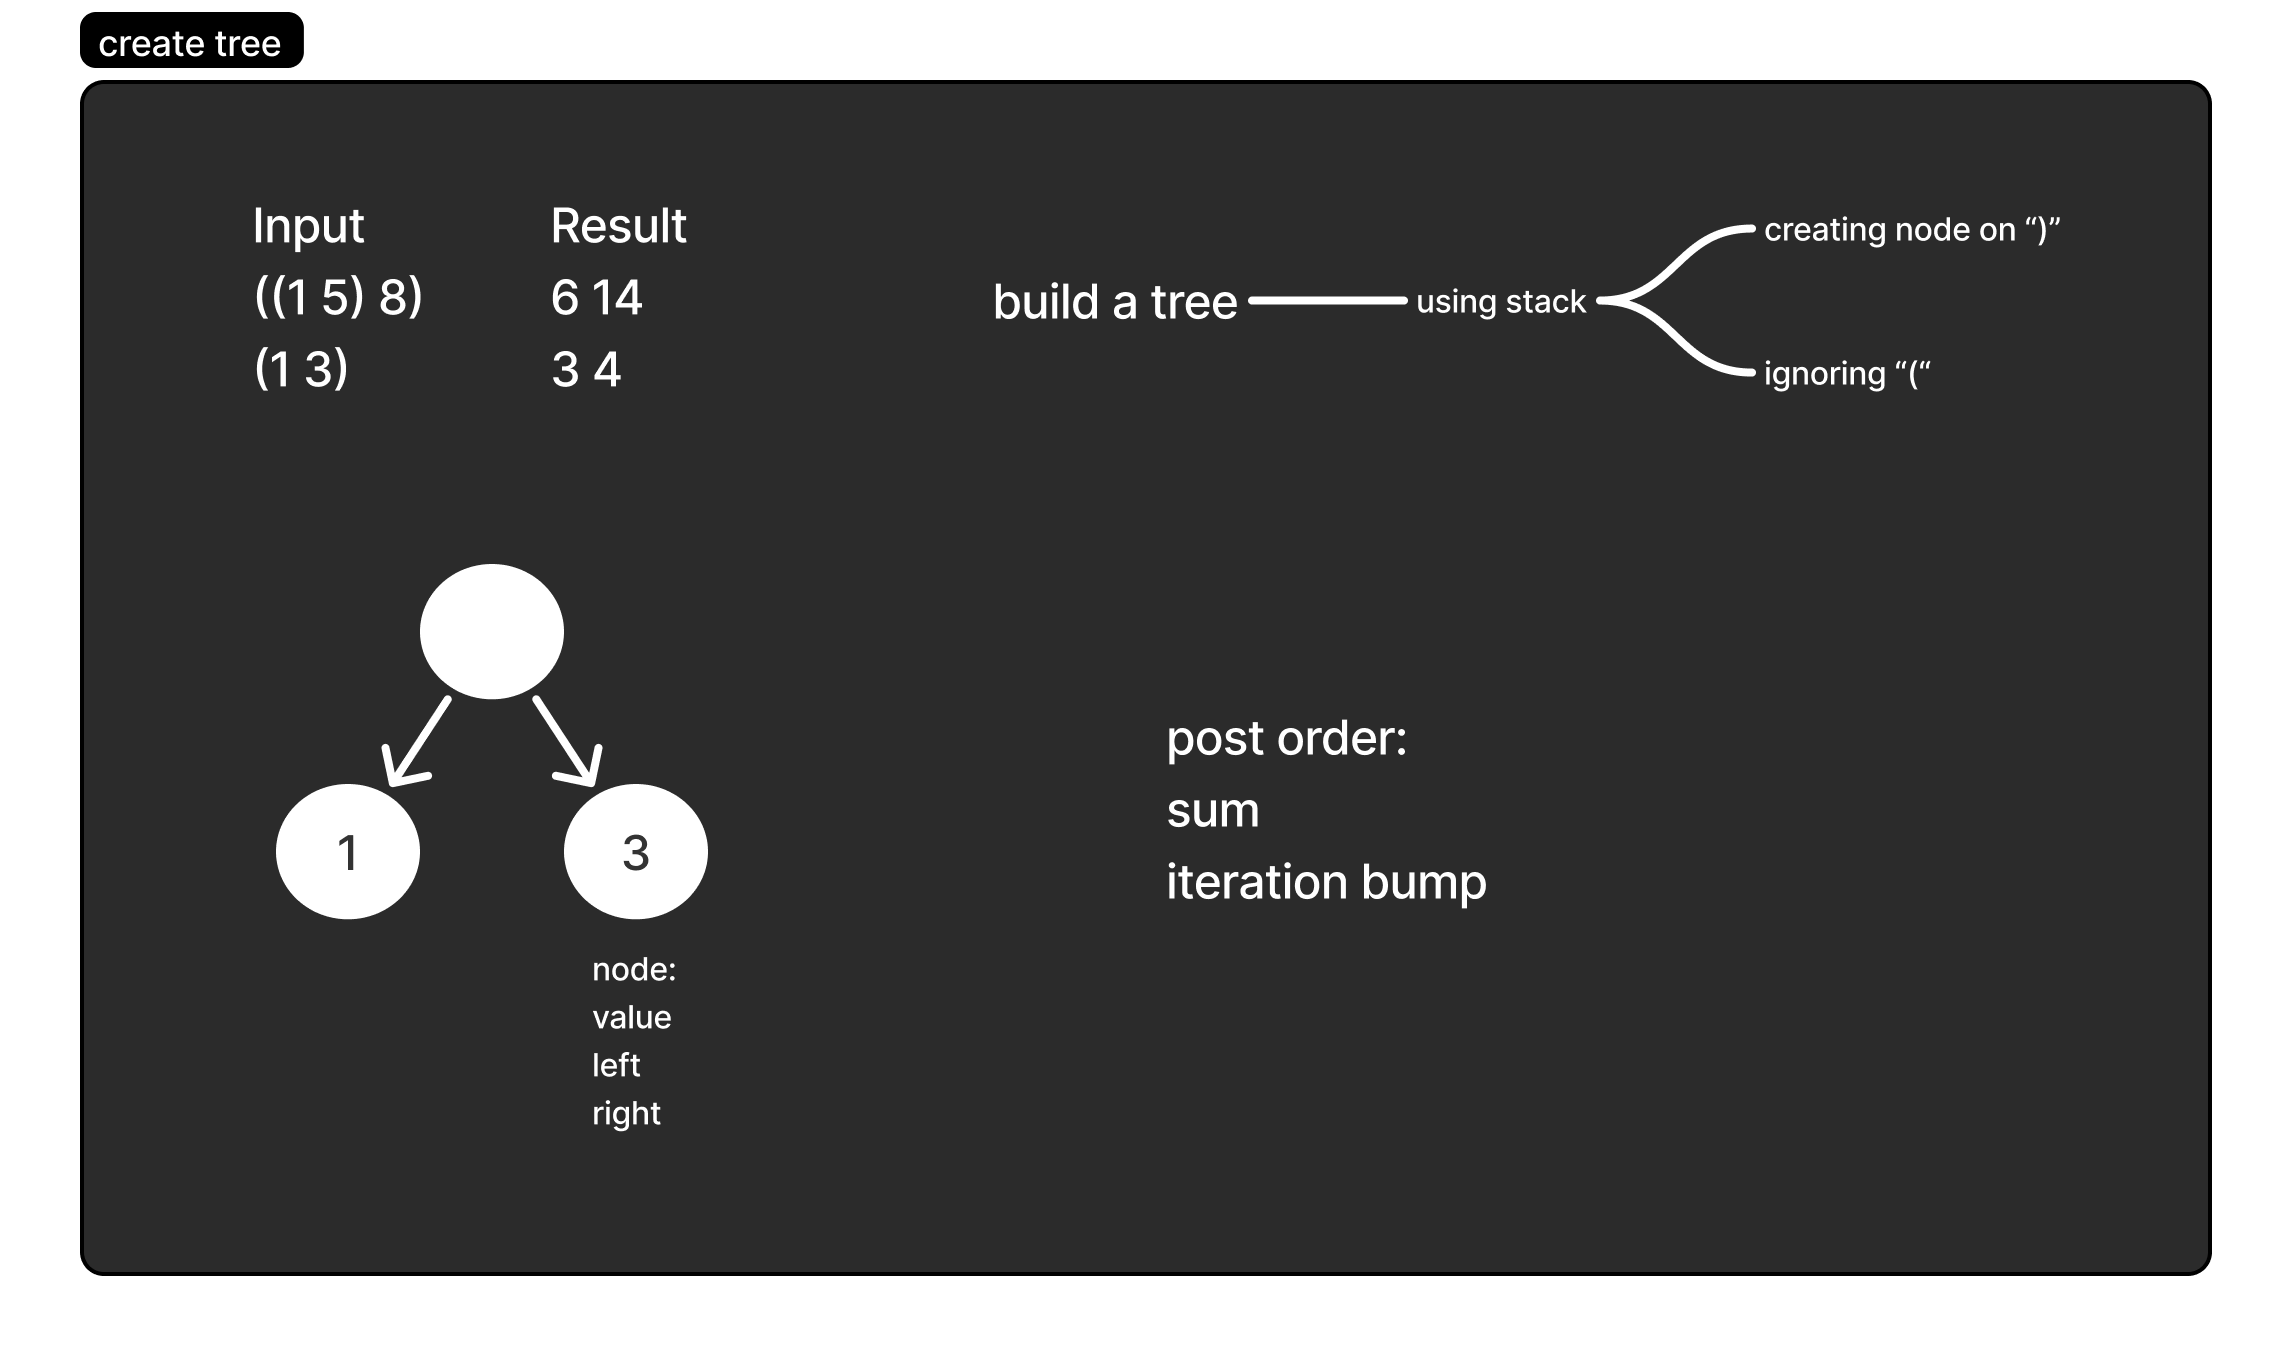 create tree
Input Result
((1 5) 8) 6 14
(1 3) 3 4
build a tree
using stack
creating node on “)”
ignoring “(“
1
3
node:
value
left
right
post order:
sum
iteration bump